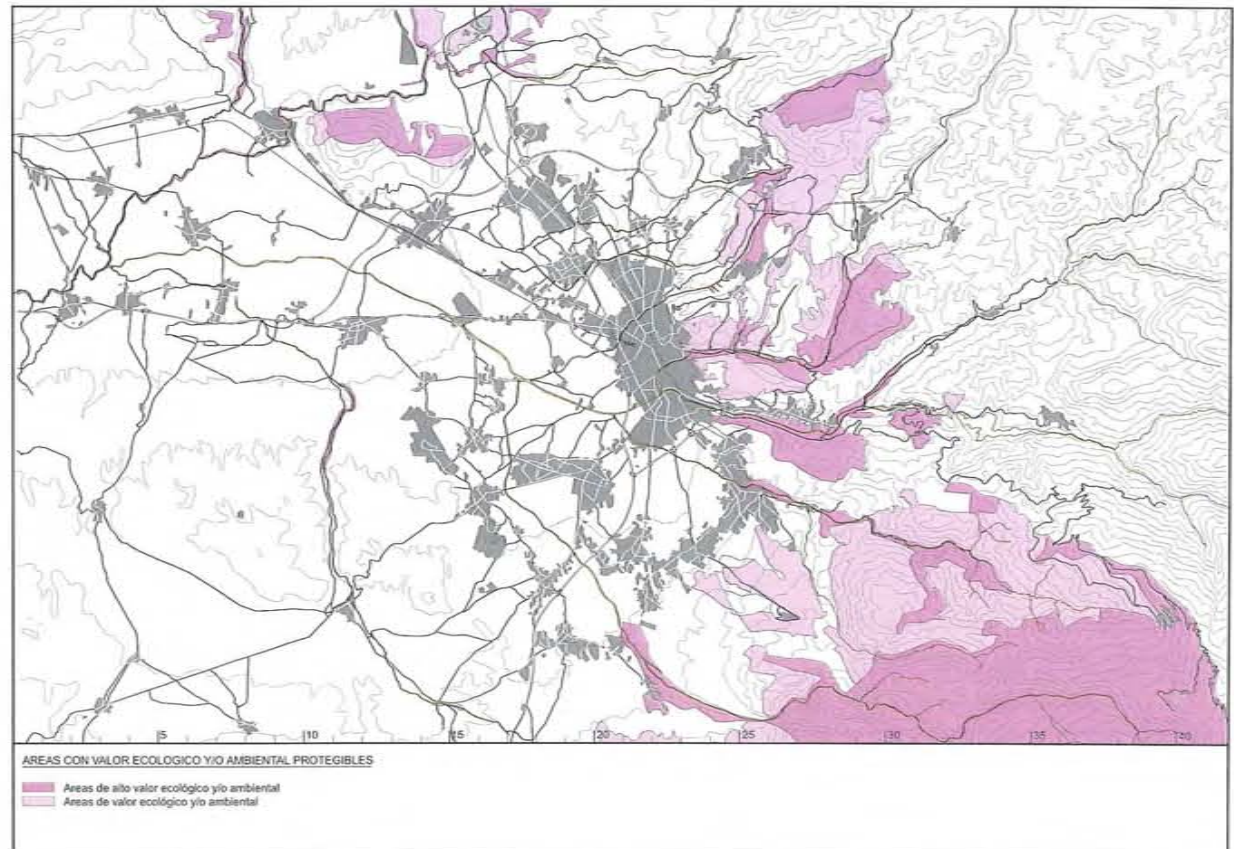 5 10 15 20 25 30 35 40
AREAS CON VALOR ECOLOGICO Y/O AMBIENTAL PROTEGIBLES
Areas de alto valor ecológico y/o ambiental
Areas de valor ecológico y/o ambiental